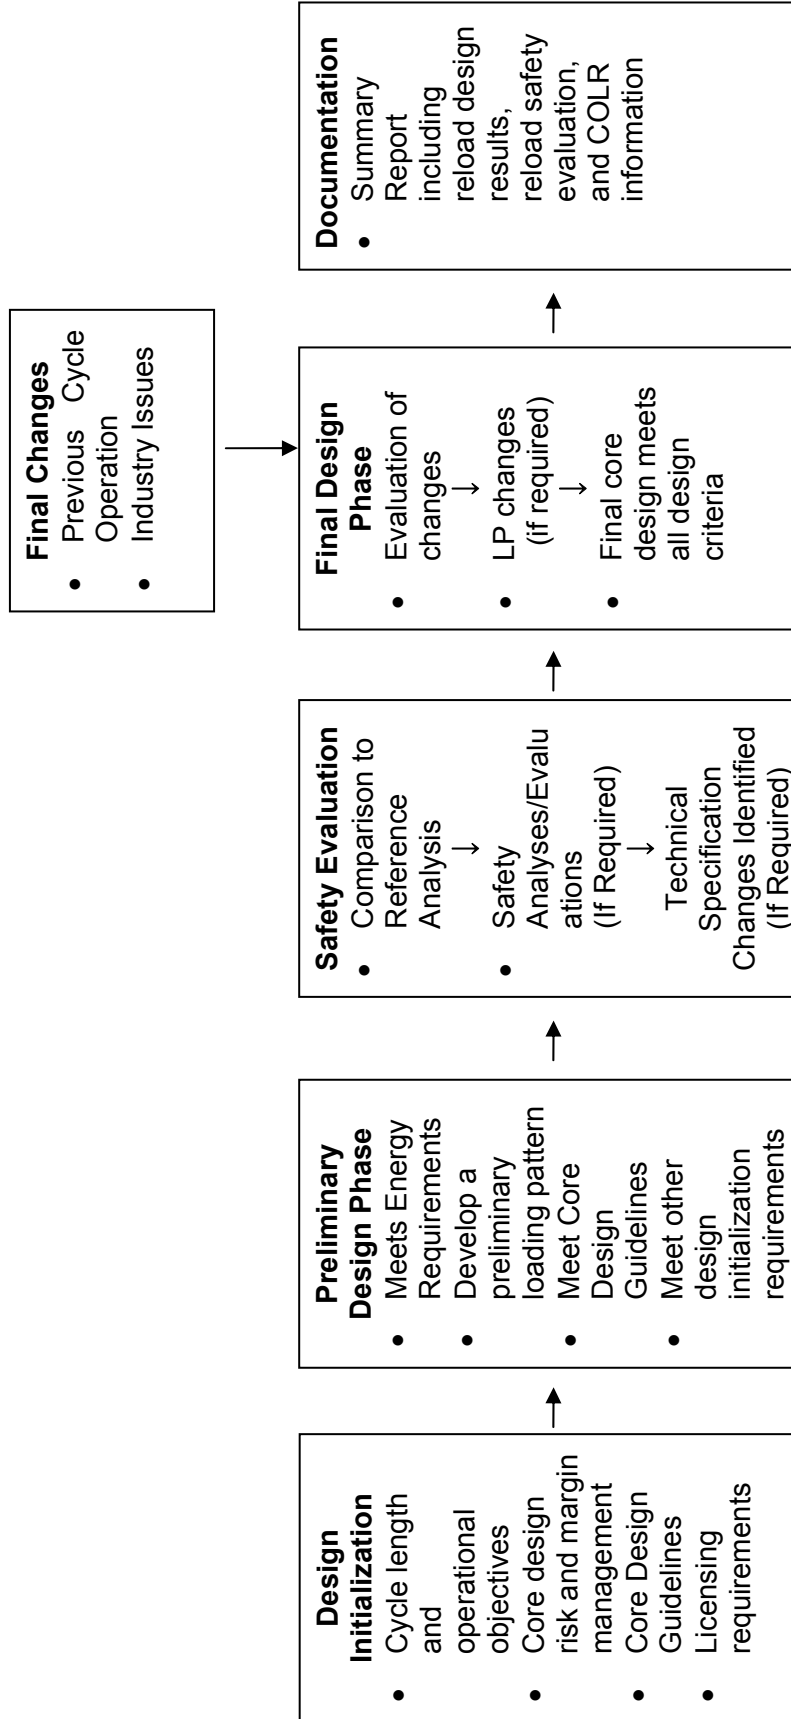 Design
Initialization
• Cycle length
and
operational
objectives
• Core design
risk and margin
management
• Core Design
Guidelines
• Licensing
requirements
Preliminary
Design Phase
• Meets Energy
Requirements
• Develop a
preliminary
loading pattern
• Meet Core
Design
Guidelines
• Meet other
design
initialization
requirements
Safety Evaluation
• Comparison to
Reference
Analysis
↓
• Safety
Analyses/Evalu
ations
(If Required)
↓
Technical
Specification
Changes Identified
(If Required)
Final Changes
• Previous Cycle
Operation
• Industry Issues
Final Design
Phase
• Evaluation of
changes
↓
• LP changes
(if required)
↓
• Final core
design meets
all design
criteria
Documentation
• Summary
Report
including
reload design
results,
reload safety
evaluation,
and COLR
information